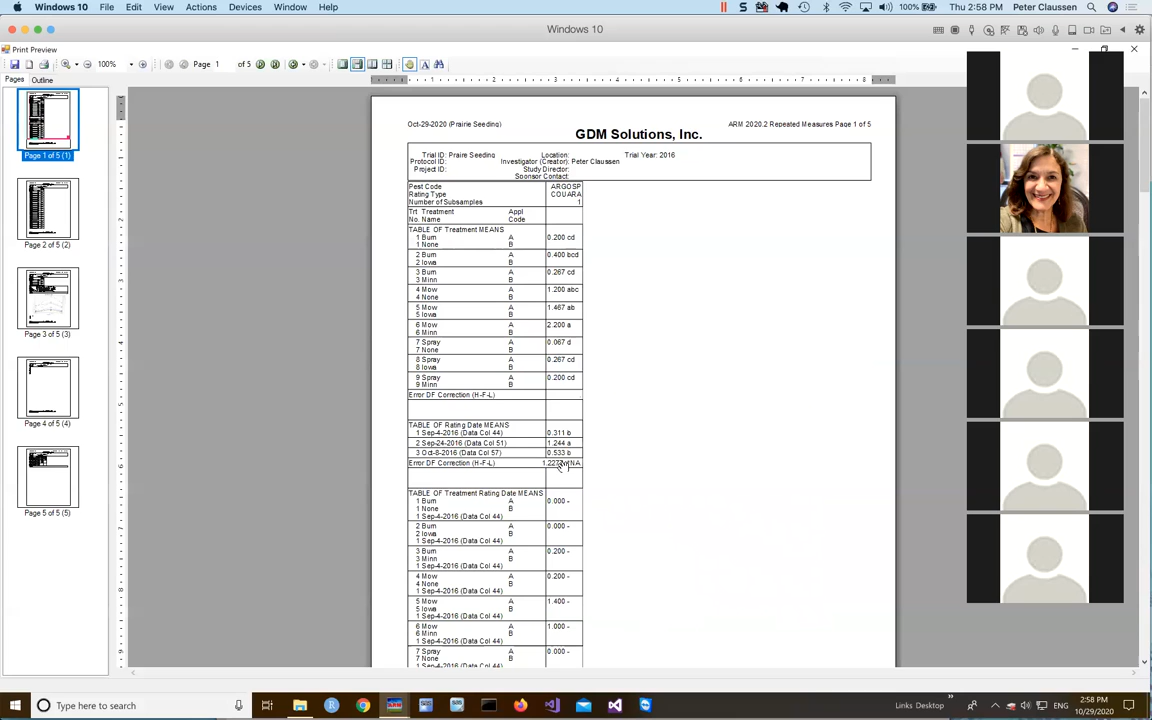 Windows 10 File Edit View Actions Devices Window Help 100% Thu 2:58 PM Peter Claussen
Windows 10
Print Preview
100% Page 1 of 5
Pages Outline
Page 1 of 5 (1)
Page 2 of 5 (2)
Page 3 of 5 (3)
Page 4 of 5 (4)
Page 5 of 5 (5)
Oct-29-2020 (Prairie Seeding) ARM 2020.2 Repeated Measures Page 1 of 5
GDM Solutions, Inc.
Trial ID: Praire Seeding Location: Trial Year: 2016
Protocol ID: Investigator (Creator): Peter Claussen
Project ID: Study Director:
Sponsor Contact:
Pest Code ARGOSP
Rating Type COUARA
Number of Subsamples 1
Trt Treatment Appl
No. Name Code
TABLE OF Treatment MEANS
1 Burn A 0.200 cd
1 None B
2 Burn A 0.400 bcd
2 Iowa B
3 Burn A 0.267 cd
3 Minn B
4 Mow A 1.200 abc
4 None B
5 Mow A 1.467 ab
5 Iowa B
6 Mow A 2.200 a
6 Minn B
7 Spray A 0.067 d
7 None B
8 Spray A 0.267 cd
8 Iowa B
9 Spray A 0.200 cd
9 Minn B
Error DF Correction (H-F-L)
TABLE OF Rating Date MEANS
1 Sep-4-2016 (Data Col 44) 0.311 b
2 Sep-24-2016 (Data Col 51) 1.244 a
3 Oct-8-2016 (Data Col 57) 0.533 b
Error DF Correction (H-F-L)
TABLE OF Treatment Rating Date MEANS
1 Burn A 0.000 -
1 None B
1 Sep-4-2016 (Data Col 44)
2 Burn A 0.000 -
2 Iowa B
1 Sep-4-2016 (Data Col 44)
3 Burn A 0.200 -
3 Minn B
1 Sep-4-2016 (Data Col 44)
4 Mow A 0.200 -
4 None B
1 Sep-4-2016 (Data Col 44)
5 Mow A 1.400 -
5 Iowa B
1 Sep-4-2016 (Data Col 44)
6 Mow A 1.000 -
6 Minn B
1 Sep-4-2016 (Data Col 44)
7 Spray A 0.000 -
7 None B
1 Sep-4-2016 (Data Col 44)
Type here to search Links Desktop ENG 2:58 PM
10/29/2020